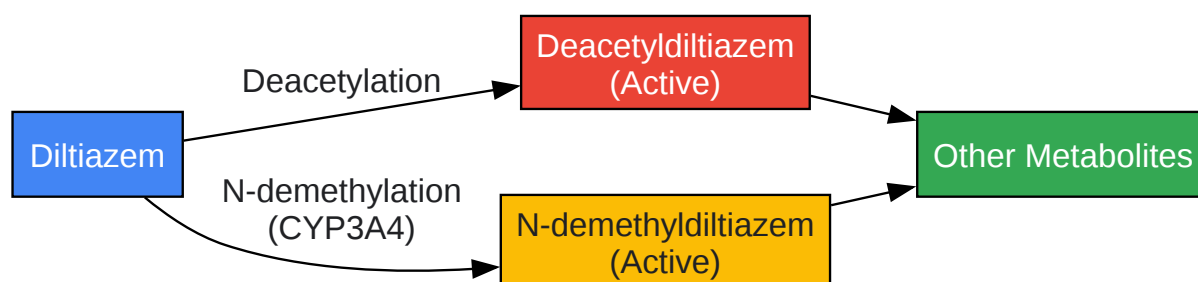 Diltiazem
Deacetylation
N-demethylation
(CYP3A4)
Deacetyldiltiazem
(Active)
N-demethyldiltiazem
(Active)
Other Metabolites